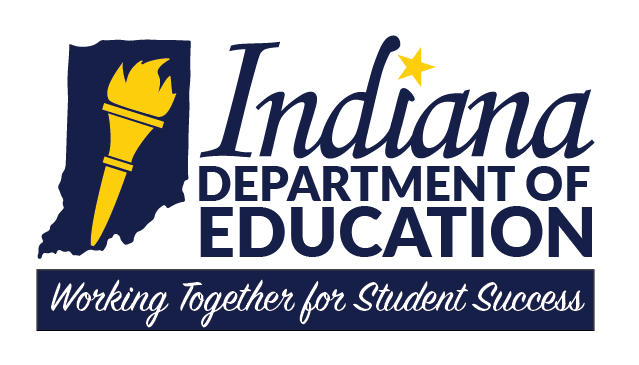 Indiana
DEPARTMENT OF
EDUCATION
Working Together for Student Success